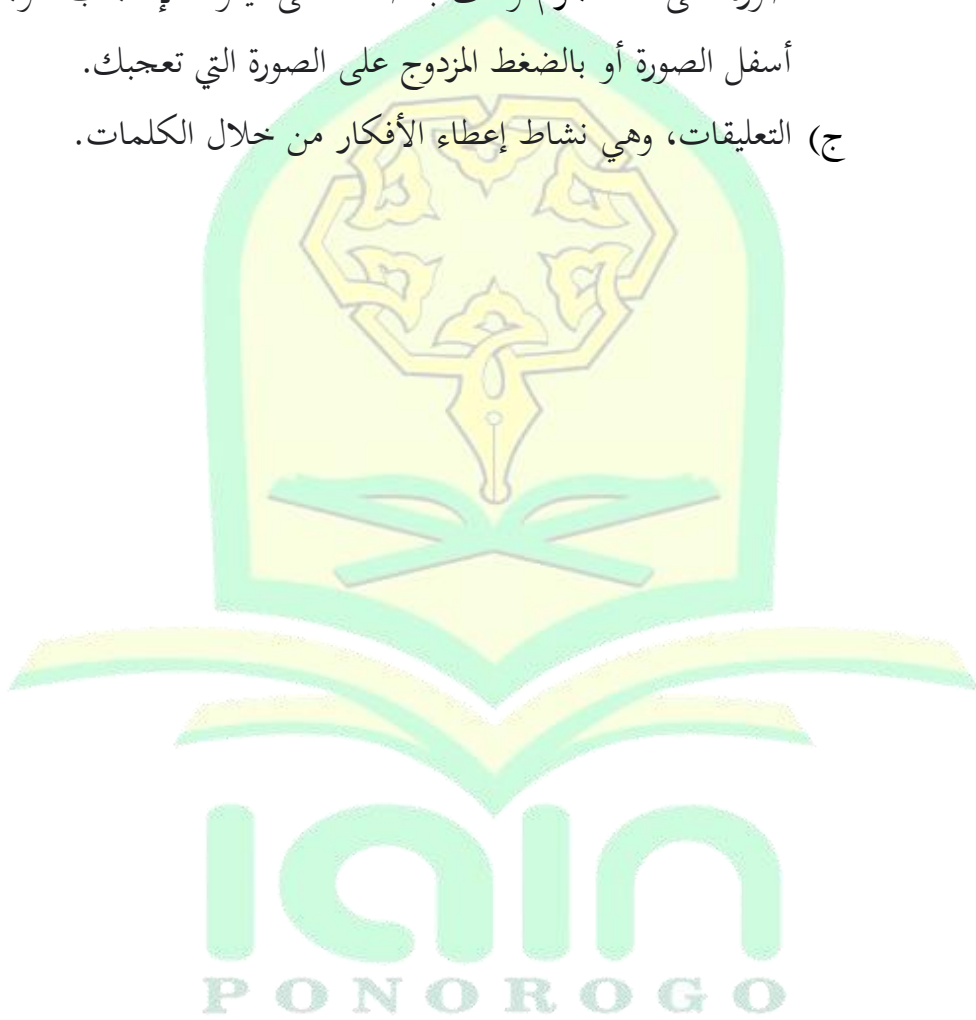 أسفل الصورة أو بالضغط المزدوج على الصورة التي تعجبك.
ج) التعليقات، وهي نشاط إعطاء الأفكار من خلال الكلمات.
iain
PONOROGO